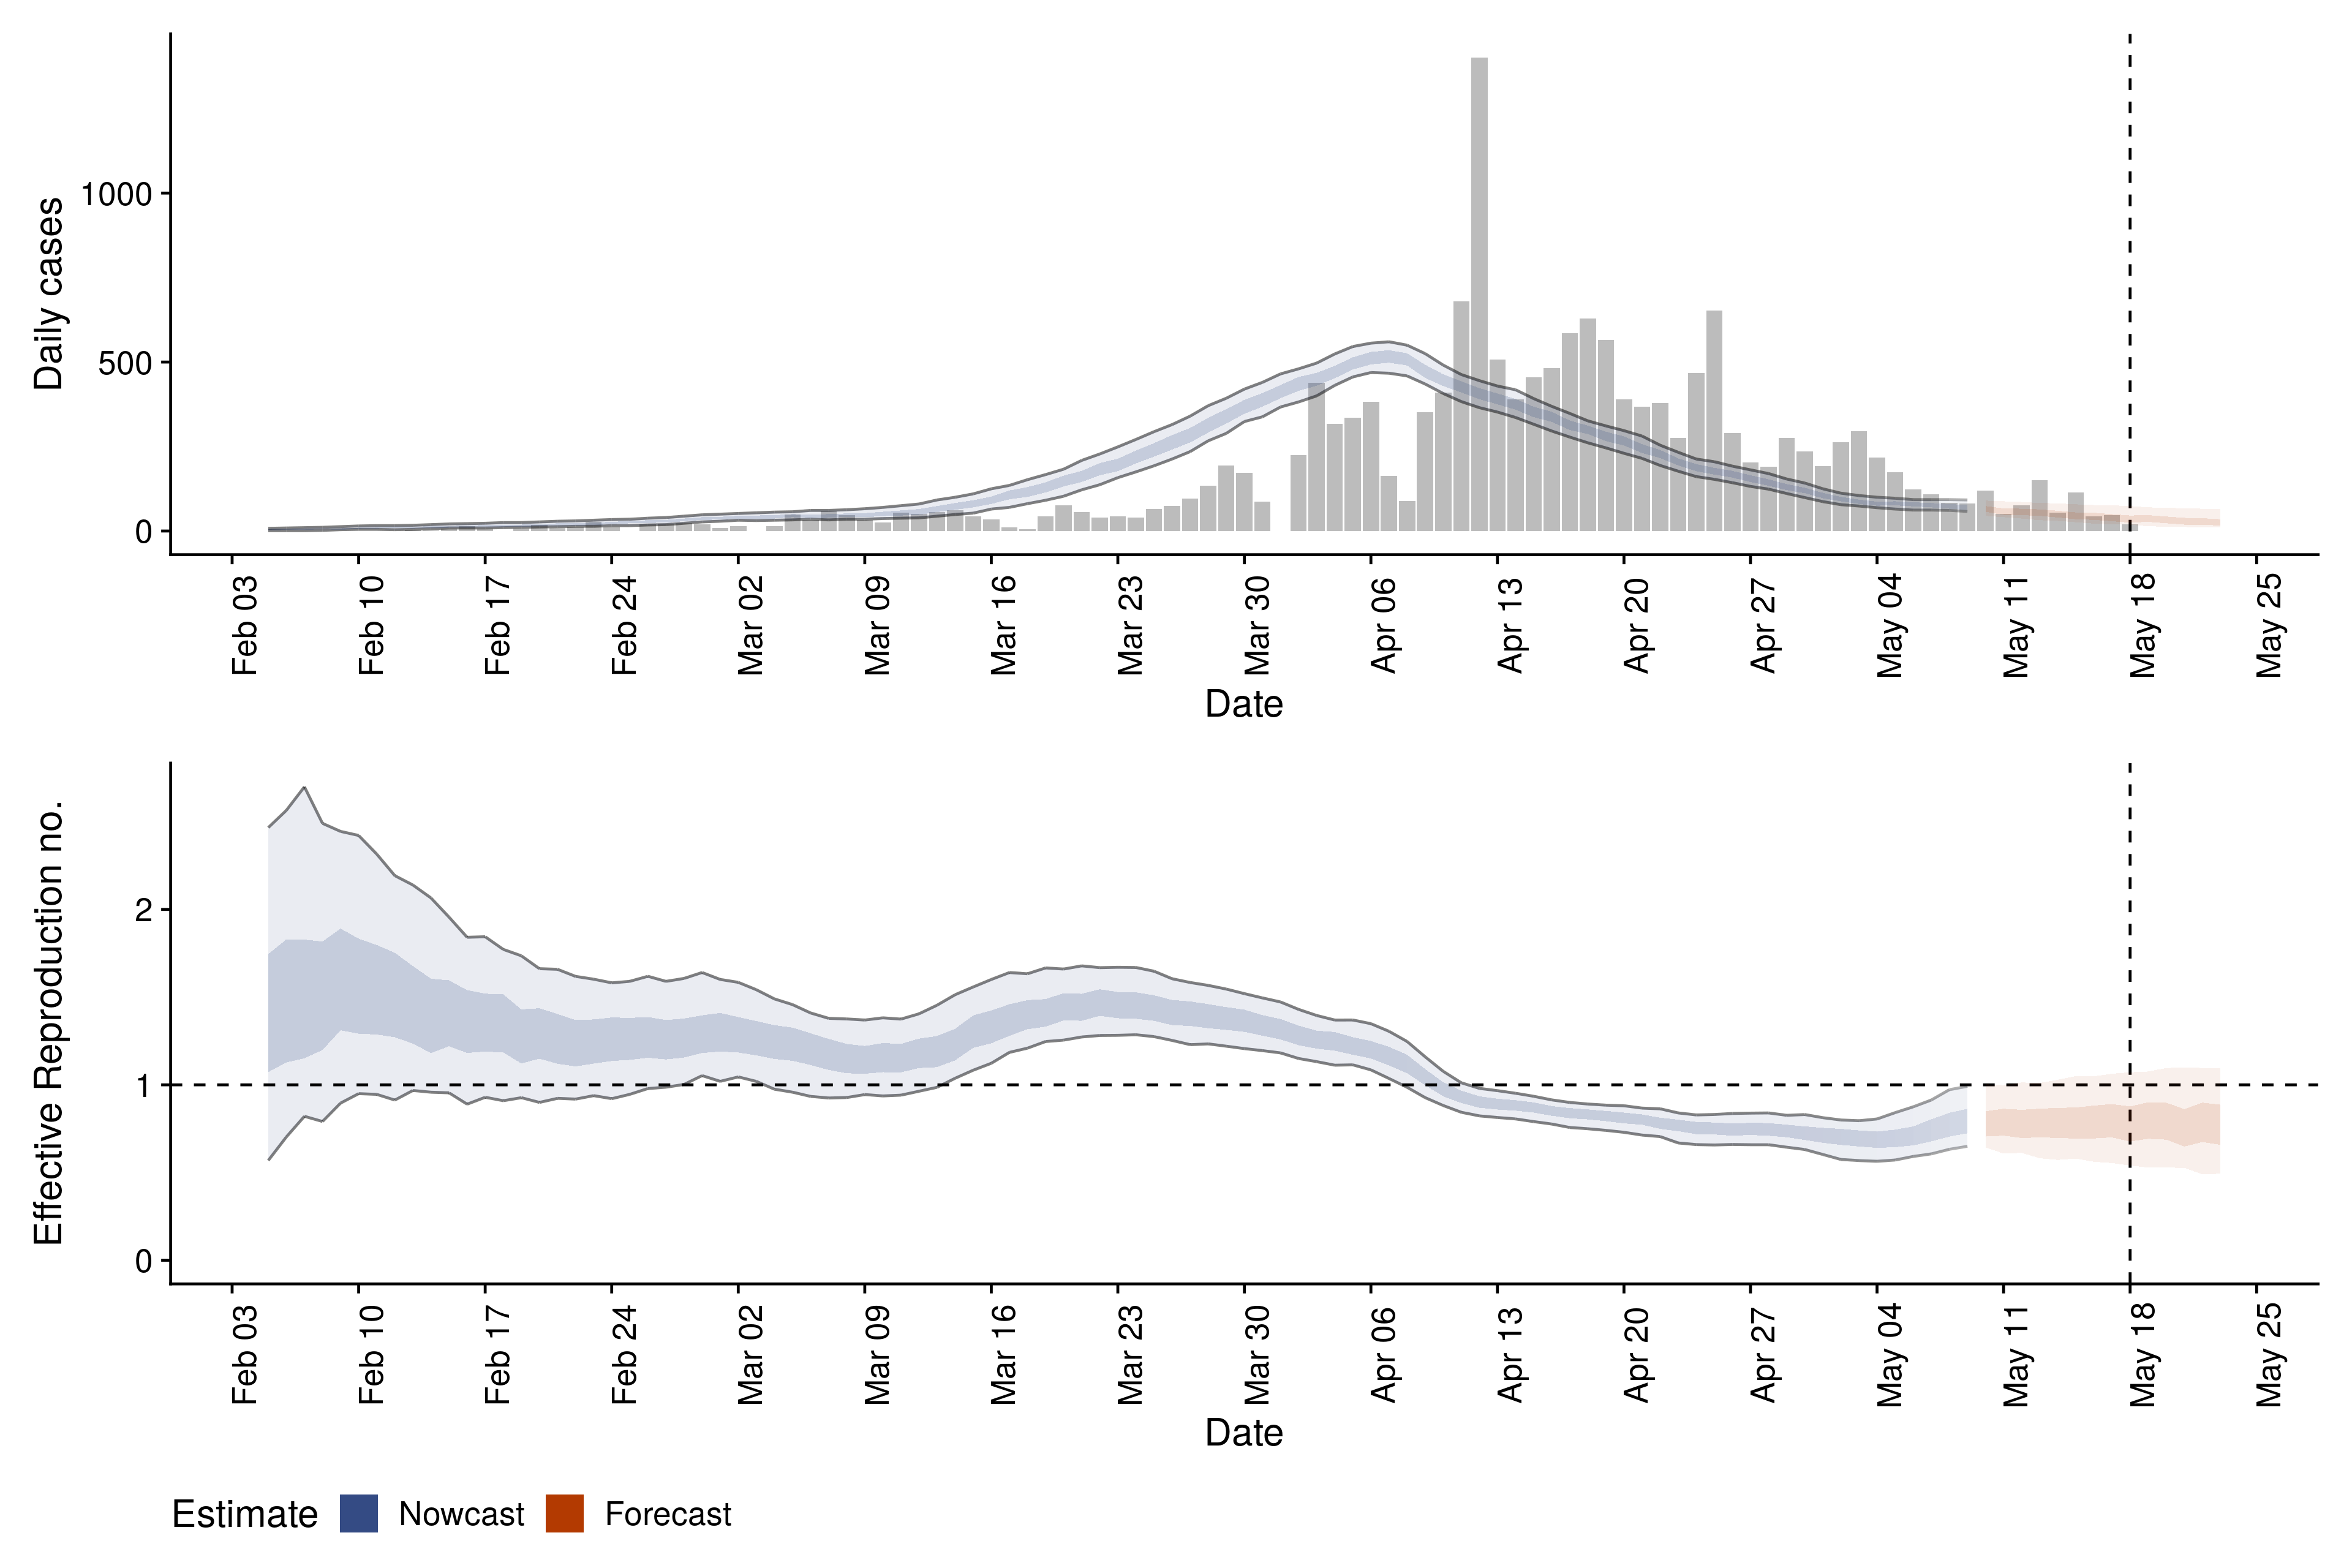 Daily cases
1000
500
0
Feb 03 Feb 10 Feb 17 Feb 24 Mar 02 Mar 09 Mar 16 Mar 23 Mar 30 Apr 06 Apr 13 Apr 20 Apr 27 May 04 May 11 May 18 May 25
Date
Effective Reproduction no.
2
1
0
Feb 03 Feb 10 Feb 17 Feb 24 Mar 02 Mar 09 Mar 16 Mar 23 Mar 30 Apr 06 Apr 13 Apr 20 Apr 27 May 04 May 11 May 18 May 25
Date
Estimate Nowcast Forecast